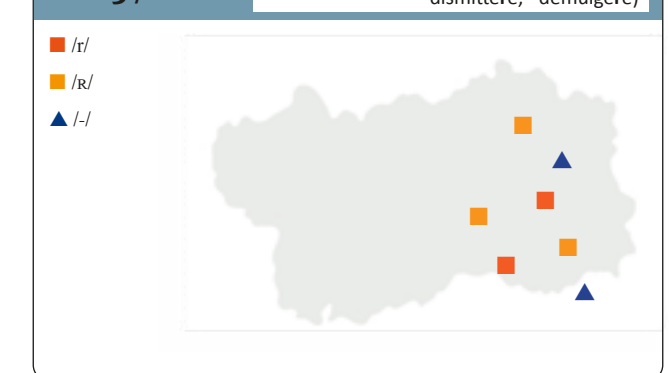 dismittere, *demulgere)
/r/
/ʀ/
/-/